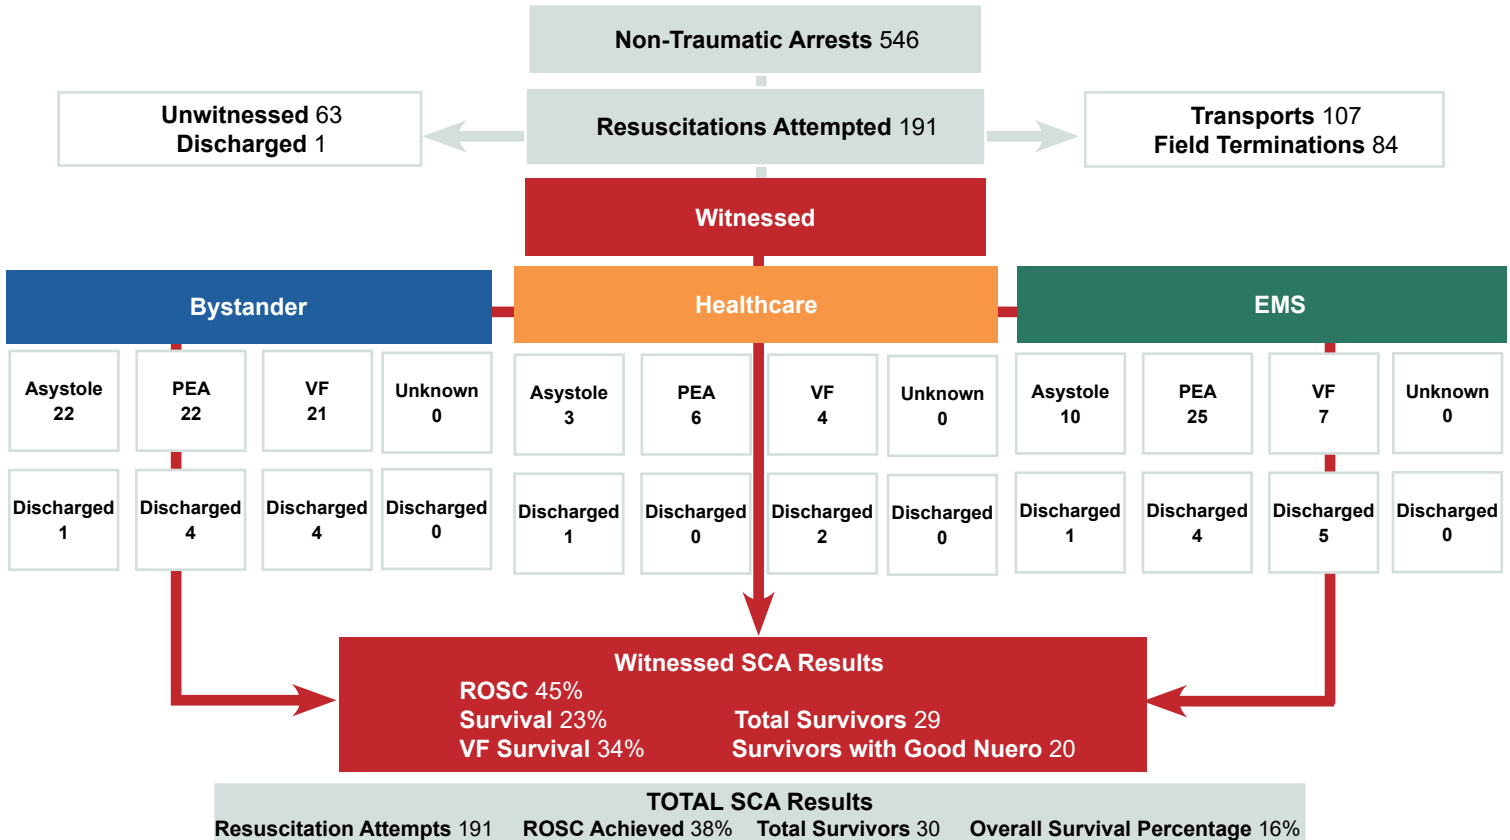 Non-Traumatic Arrests 546
Unwitnessed 63
Discharged 1
Resuscitations Attempted 191
Transports 107
Field Terminations 84
Witnessed
Bystander
Healthcare
EMS
Asystole
22
PEA
22
VF
21
Unknown
0
Asystole
3
PEA
6
VF
4
Unknown
0
Asystole
10
PEA
25
VF
7
Unknown
0
Discharged
1
Discharged
4
Discharged
4
Discharged
0
Discharged
1
Discharged
0
Discharged
2
Discharged
0
Discharged
1
Discharged
4
Discharged
5
Discharged
0
Witnessed SCA Results
ROSC 45%
Survival 23% Total Survivors 29
VF Survival 34% Survivors with Good Nuero 20
TOTAL SCA Results
Resuscitation Attempts 191 ROSC Achieved 38% Total Survivors 30 Overall Survival Percentage 16%